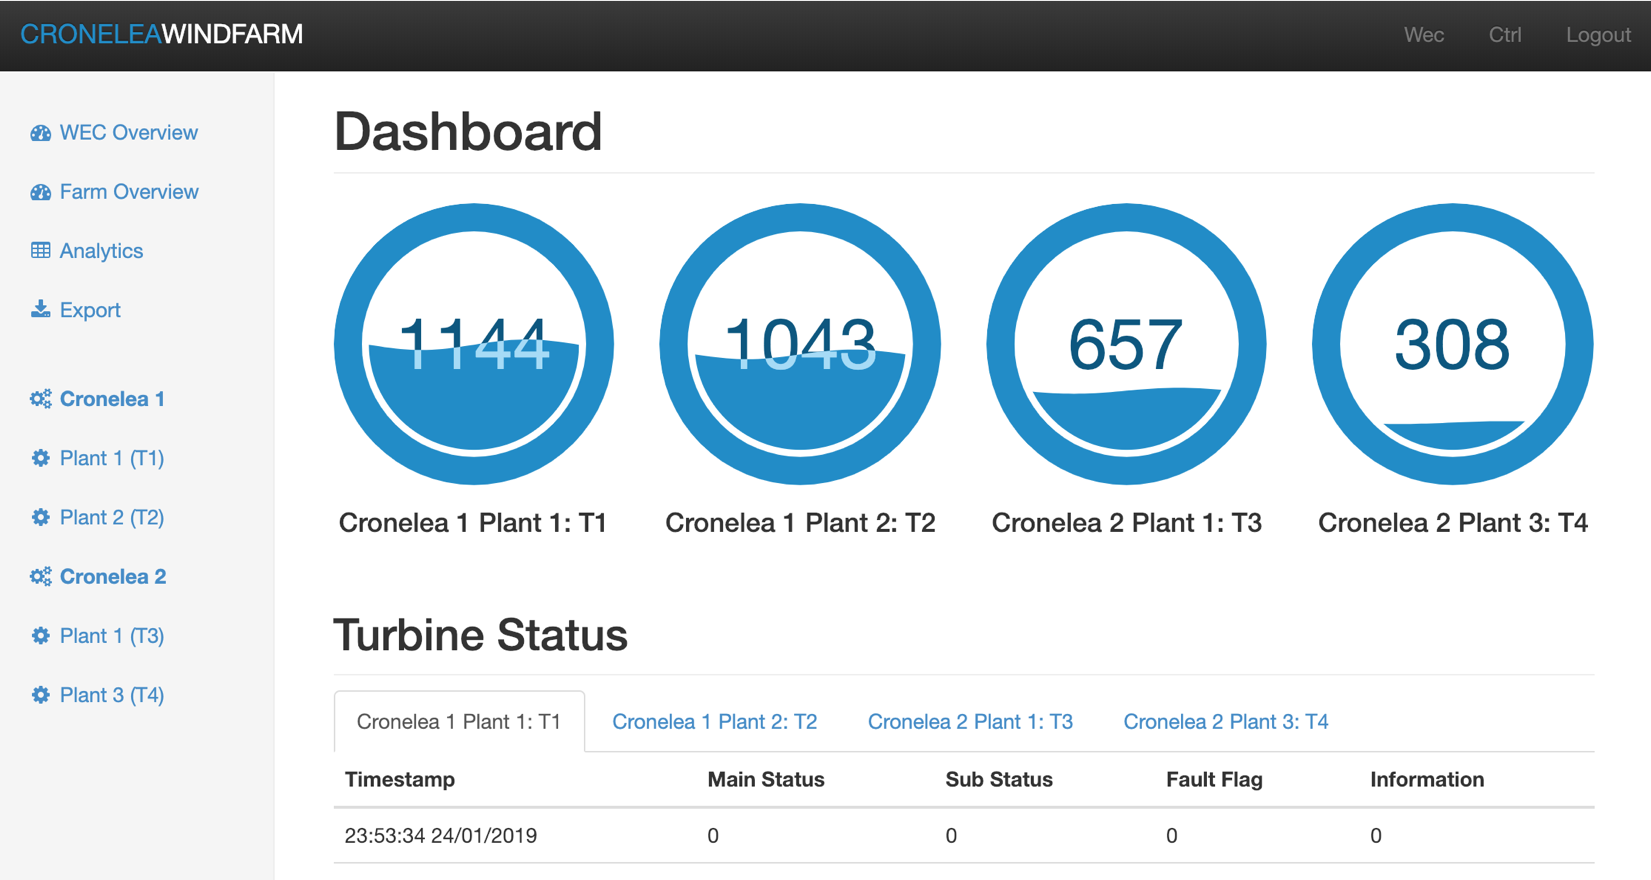 CRONELEAWINDFARM
Wec Ctrl Logout
WEC Overview
Farm Overview
Analytics
Export
Cronelea 1
Plant 1 (T1)
Plant 2 (T2)
Cronelea 2
Plant 1 (T3)
Plant 3 (T4)
Dashboard
1144 1043 657 308
Cronelea 1 Plant 1: T1 Cronelea 1 Plant 2: T2 Cronelea 2 Plant 1: T3 Cronelea 2 Plant 3: T4
Turbine Status
Cronelea 1 Plant 1: T1 Cronelea 1 Plant 2: T2 Cronelea 2 Plant 1: T3 Cronelea 2 Plant 3: T4
Timestamp Main Status Sub Status Fault Flag Information
23:53:34 24/01/2019 0 0 0 0